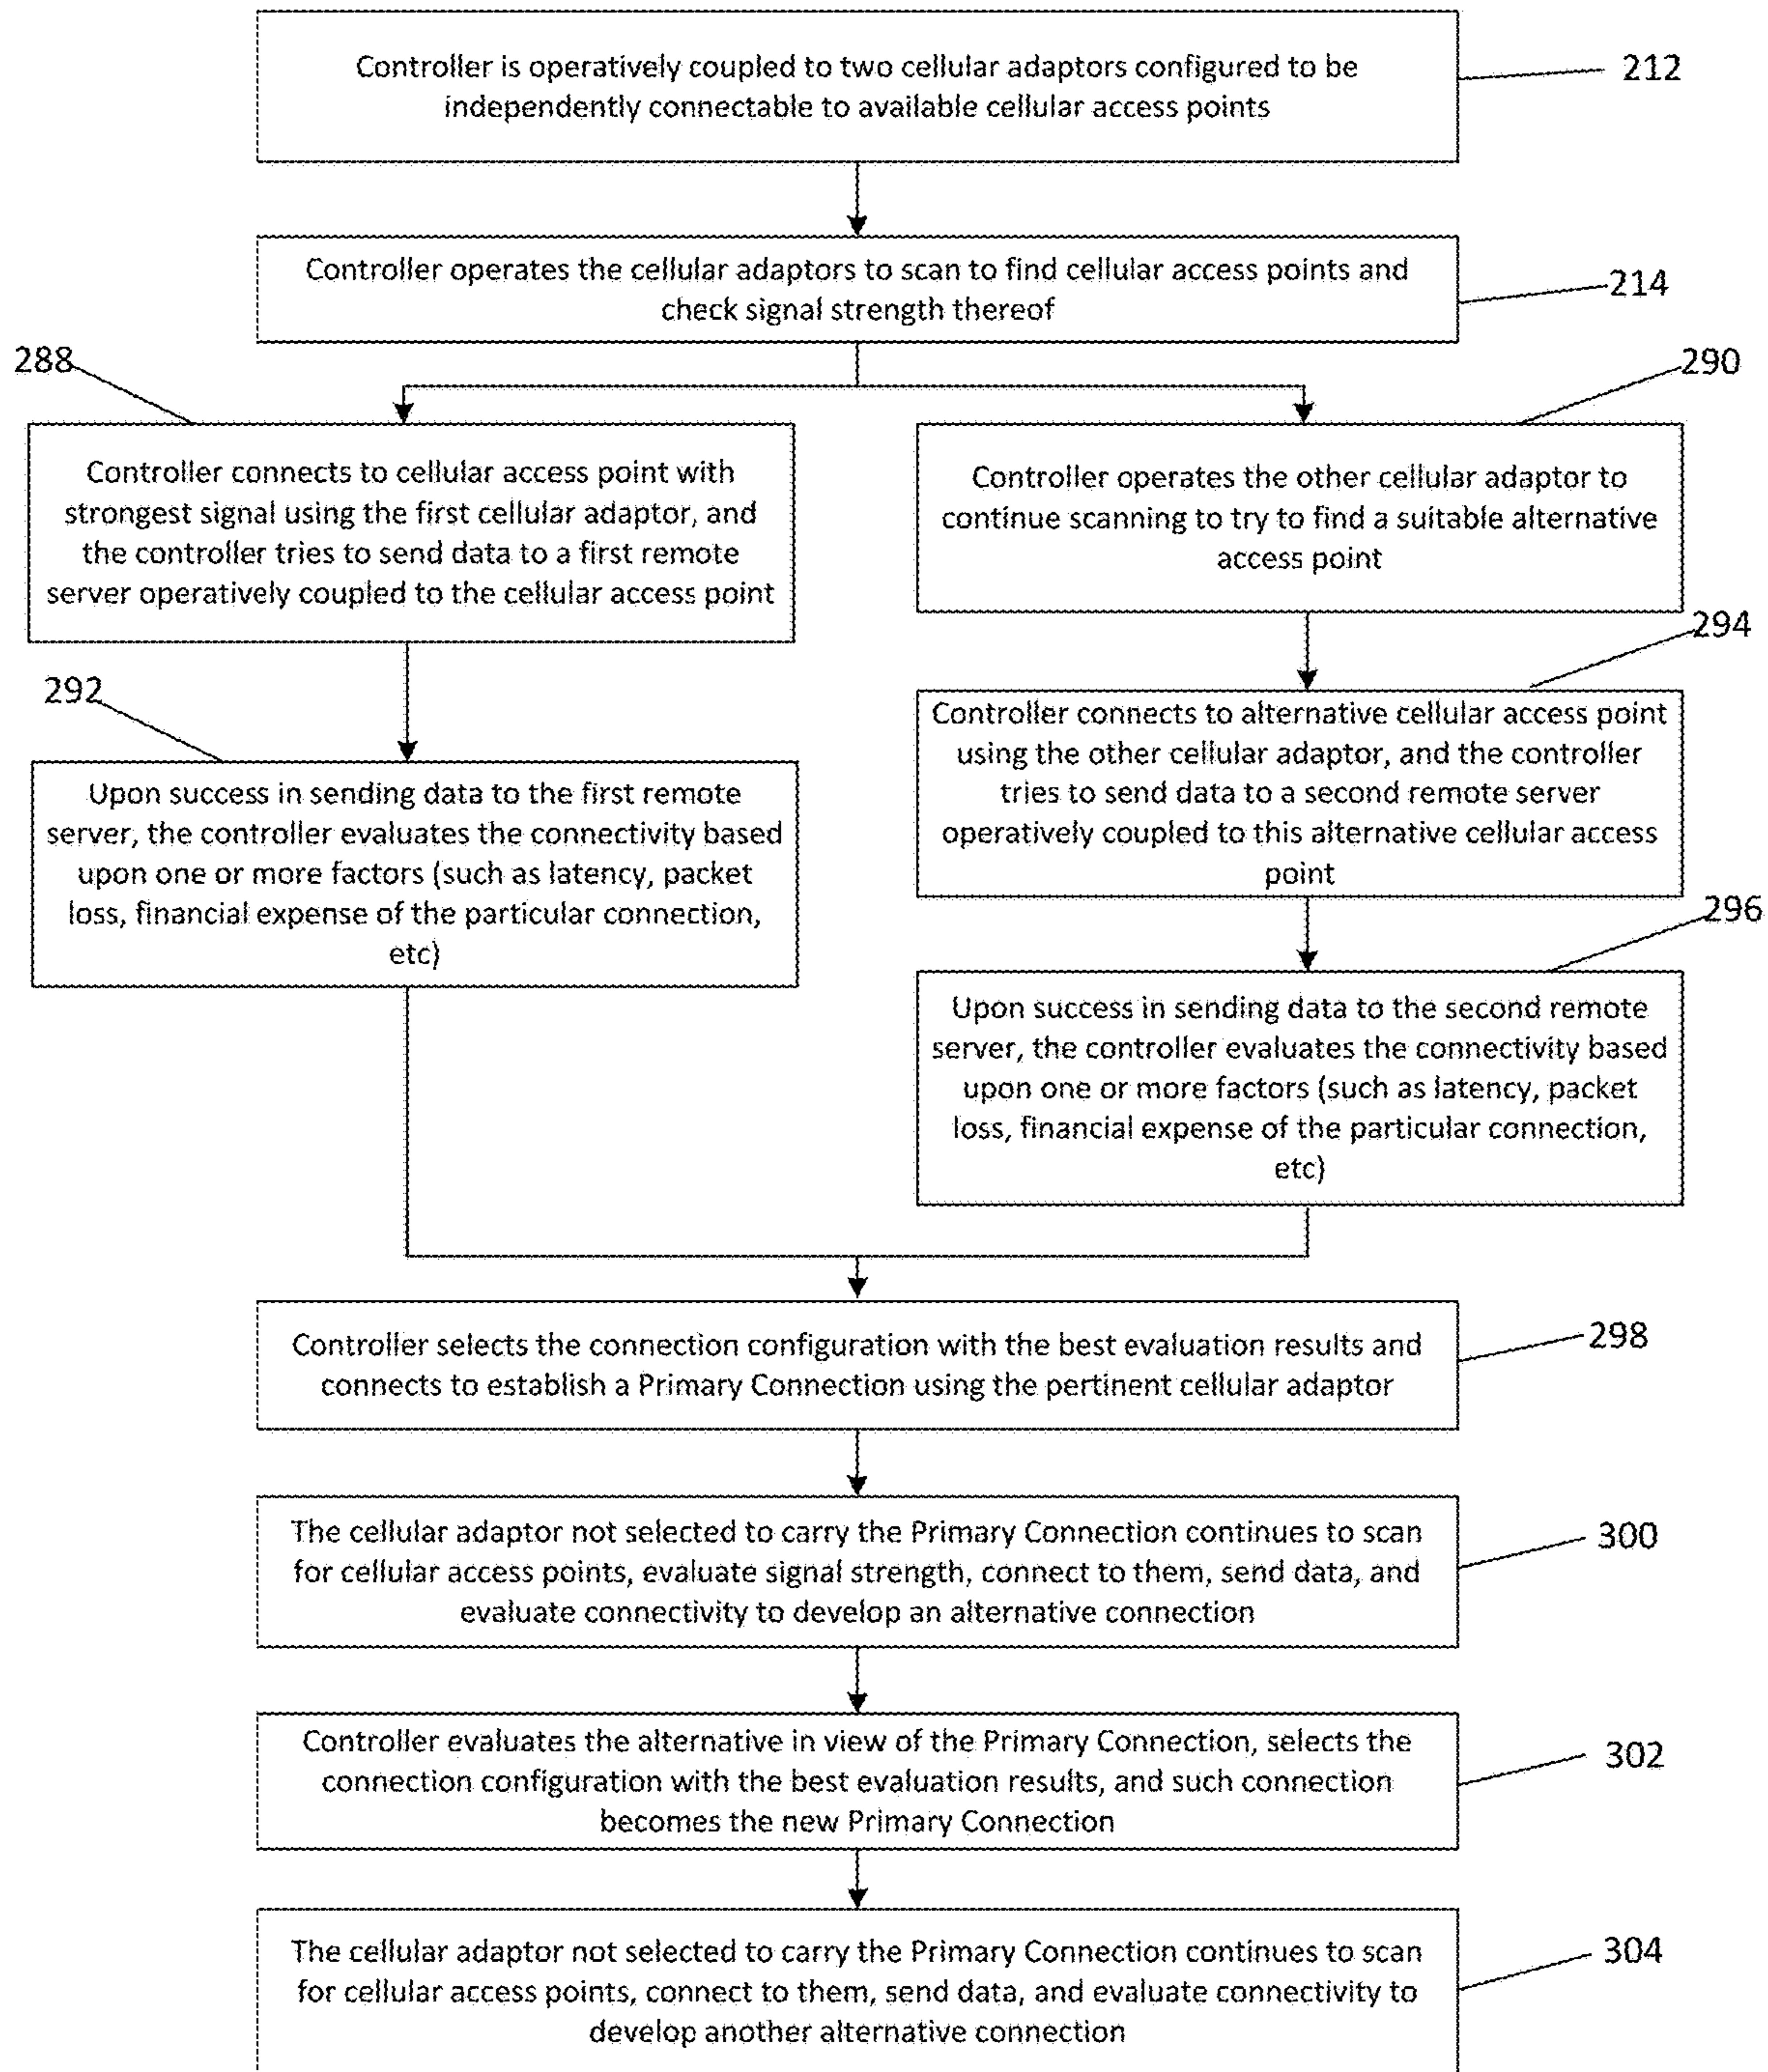 Controller is operatively coupled to two cellular adaptors configured to be
independently connectable to available cellular access points
212
Controller operates the cellular adaptors to scan to find cellular access points and
check signal strength thereof
214
288
290
Controller connects to cellular access point with
strongest signal using the first cellular adaptor, and
the controller tries to send data to a first remote
server operatively coupled to the cellular access point
Controller operates the other cellular adaptor to
continue scanning to try to find a suitable alternative
access point
292
294
Upon success in sending data to the first remote
server, the controller evaluates the connectivity based
upon one or more factors (such as latency, packet
loss, financial expense of the particular connection,
etc)
Controller connects to alternative cellular access point
using the other cellular adaptor, and the controller
tries to send data to a second remote server
operatively coupled to this alternative cellular access
point
296
Upon success in sending data to the second remote
server, the controller evaluates the connectivity based
upon one or more factors (such as latency, packet
loss, financial expense of the particular connection,
etc)
Controller selects the connection configuration with the best evaluation results and
connects to establish a Primary Connection using the pertinent cellular adaptor
298
The cellular adaptor not selected to carry the Primary Connection continues to scan
for cellular access points, evaluate signal strength, connect to them, send data, and
evaluate connectivity to develop an alternative connection
300
Controller evaluates the alternative in view of the Primary Connection, selects the
connection configuration with the best evaluation results, and such connection
becomes the new Primary Connection
302
The cellular adaptor not selected to carry the Primary Connection continues to scan
for cellular access points, connect to them, send data, and evaluate connectivity to
develop another alternative connection
304